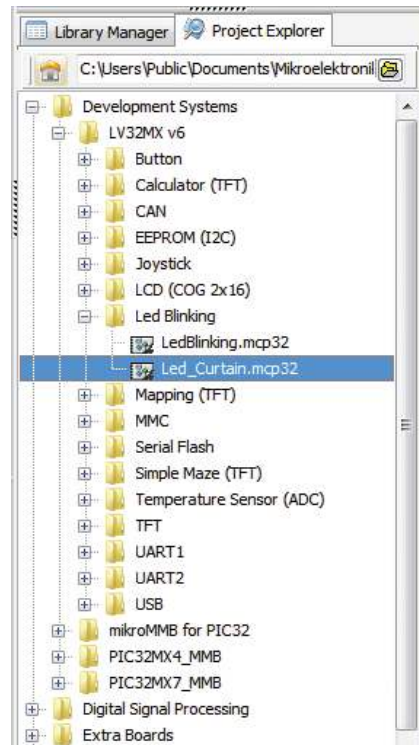 Library Manager Project Explorer
C:\Users\Public\Documents\Mikroelektronil
Development Systems
LV32MX v6
Button
Calculator (TFT)
CAN
EEPROM (I2C)
Joystick
LCD (COG 2x16)
Led Blinking
LedBlinking.mcp32
Led_Curtain.mcp32
Mapping (TFT)
MMC
Serial Flash
Simple Maze (TFT)
Temperature Sensor (ADC)
TFT
UART1
UART2
USB
mikroMMB for PIC32
PIC32MX4_MMB
PIC32MX7_MMB
Digital Signal Processing
Extra Boards